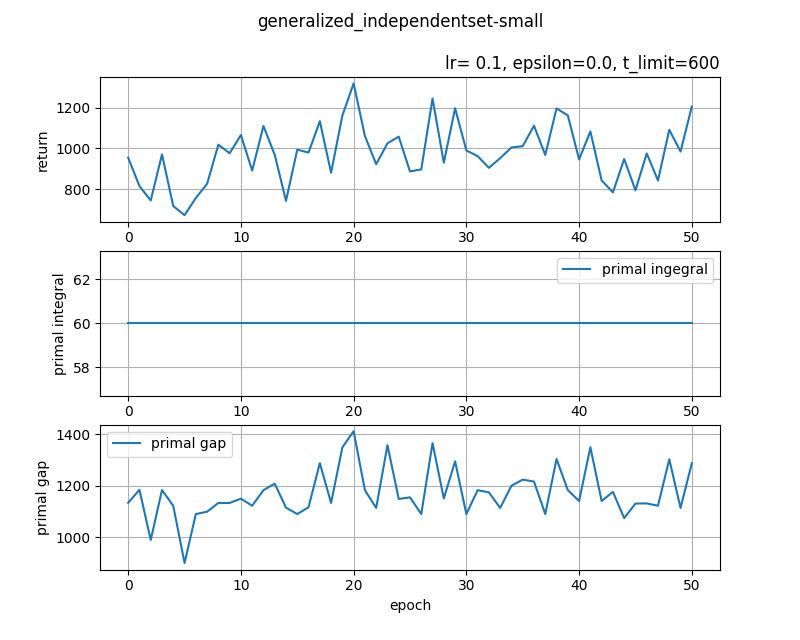 generalized_independentset-small
lr= 0.1, epsilon=0.0, t_limit=600
1200
1000
800
return
0 10 20 30 40 50
62
60
58
primal integral
primal ingegral
0 10 20 30 40 50
1400
1200
1000
primal gap
primal gap
0 10 20 30 40 50
epoch